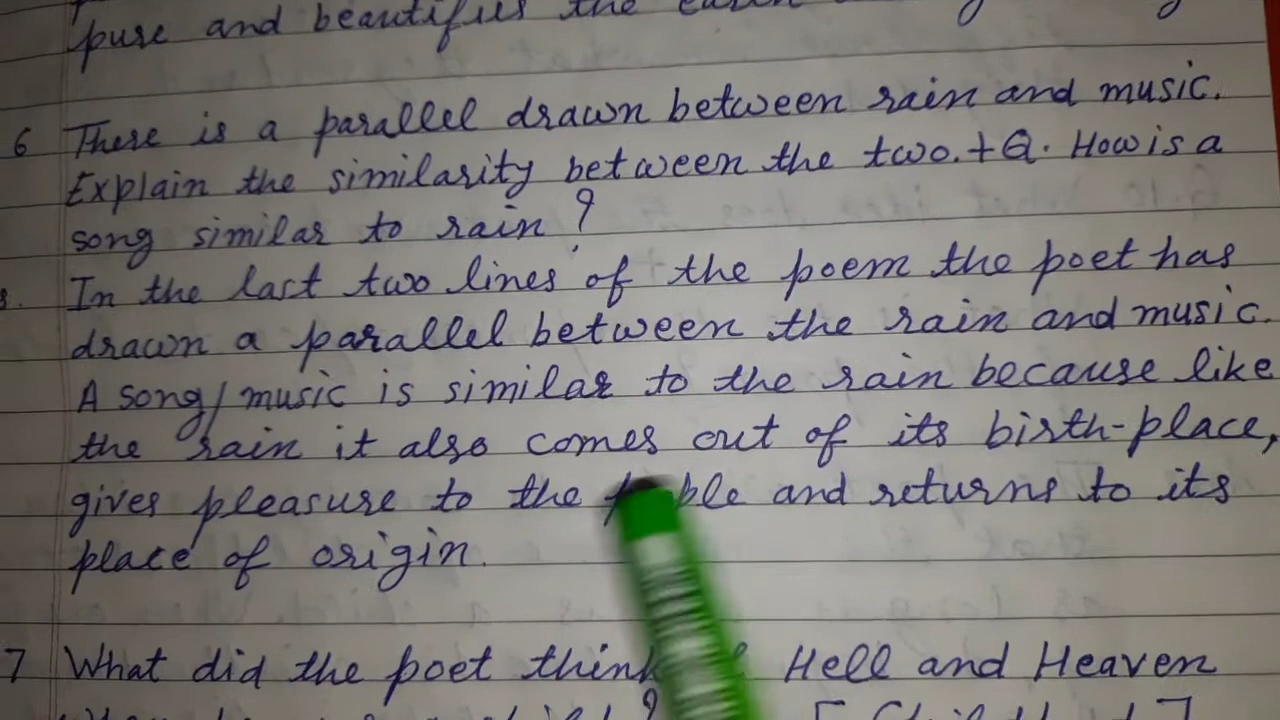 pure and beautifies the
6 There is a parallel drawn between rain and music.
Explain the similarity between the two. + Q. How is a
song similar to rain?
In the last two lines of the poem the poet has
drawn a parallel between the rain and music.
A song/music is similar to the rain because like
the rain it also comes out of its birth-place,
gives pleasure to the and returns to its
place of origin.
7 What did the poet think Hell and Heaven